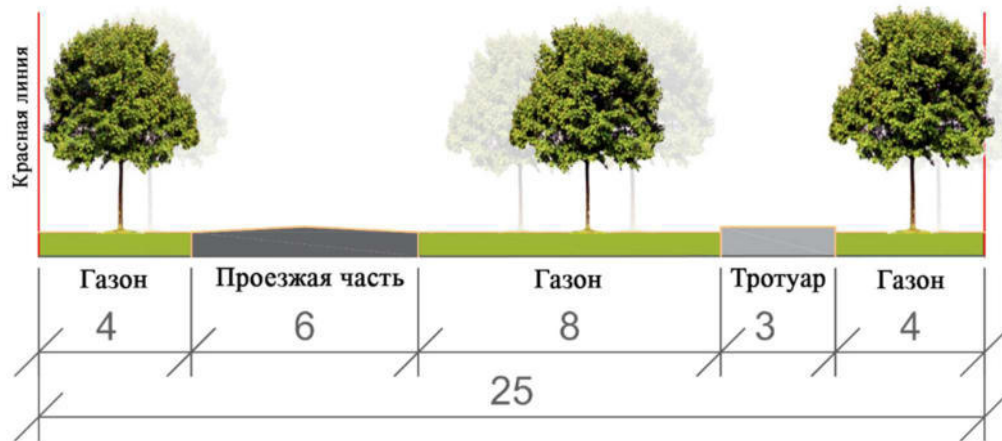 Красная линия
Газон
Проезжая часть
Газон
Тротуар
Газон
4
6
8
3
4
25